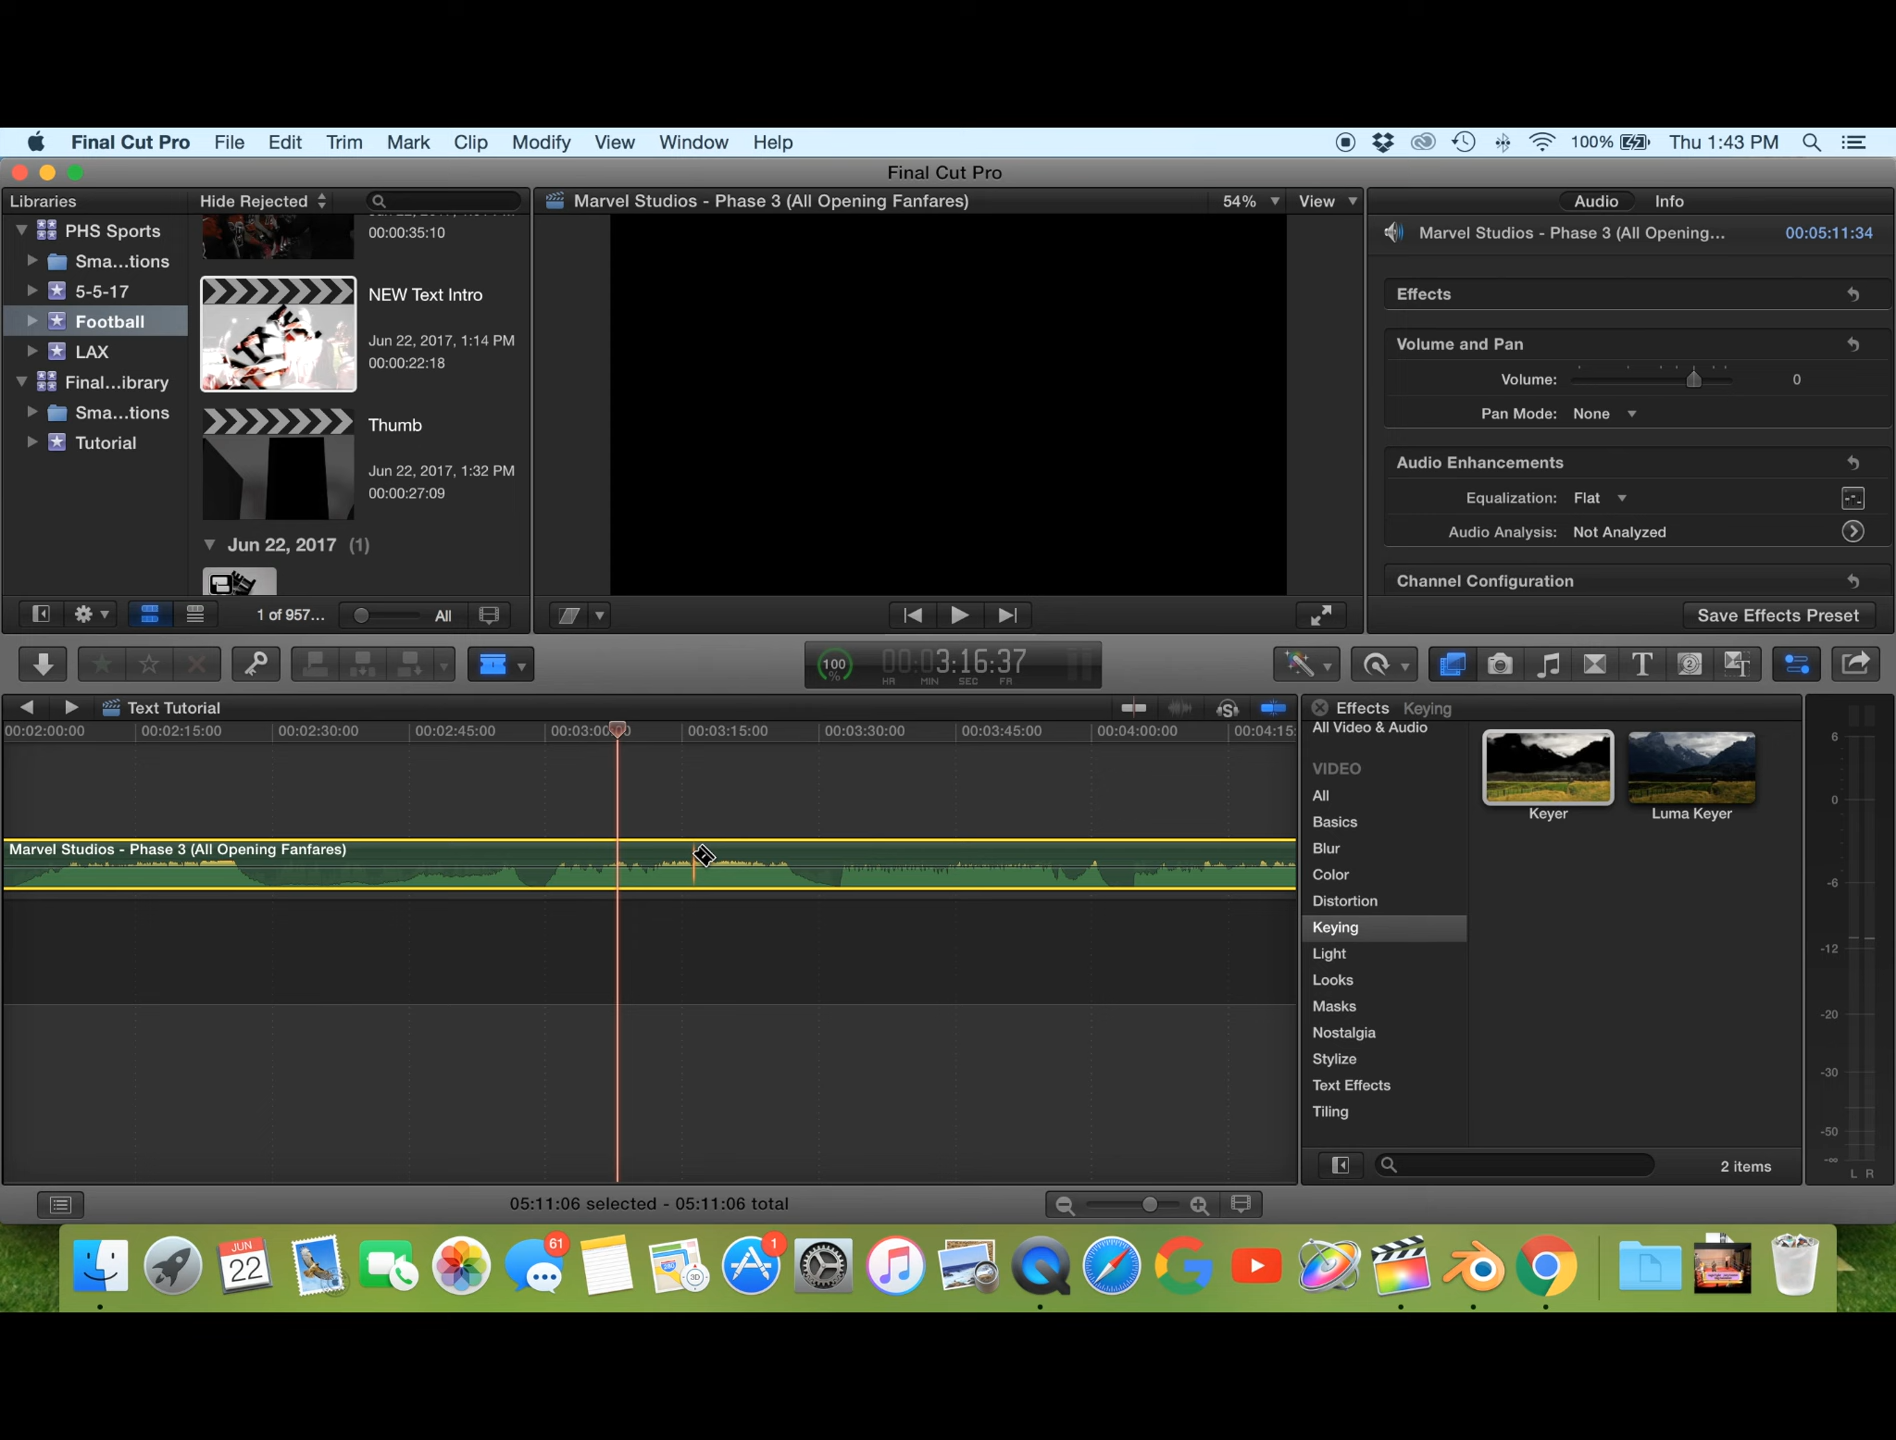 Final Cut Pro File Edit Trim Mark Clip Modify View Window Help 100% Thu 1:43 PM
Final Cut Pro
Libraries Hide Rejected Marvel Studios - Phase 3 (All Opening Fanfares) 54% View Audio Info
PHS Sports
Sma...tions
5-5-17
Football
LAX
Final...ibrary
Sma...tions
Tutorial
00:00:35:10
NEW Text Intro
Jun 22, 2017, 1:14 PM
00:00:22:18
Thumb
Jun 22, 2017, 1:32 PM
00:00:27:09
Jun 22, 2017 (1)
Marvel Studios - Phase 3 (All Opening... 00:05:11:34
Effects
Volume and Pan
Volume: 0
Pan Mode: None
Audio Enhancements
Equalization: Flat
Audio Analysis: Not Analyzed
Channel Configuration
1 of 957... All
Save Effects Preset
100 % 00:03:16:37
HR MIN SEC FR
Text Tutorial
00:02:00:00 00:02:15:00 00:02:30:00 00:02:45:00 00:03:00 00:03:15:00 00:03:30:00 00:03:45:00 00:04:00:00 00:04:15:
Marvel Studios - Phase 3 (All Opening Fanfares)
Effects Keying
All Video & Audio
VIDEO
All
Basics
Blur
Color
Distortion
Keying
Light
Looks
Masks
Nostalgia
Stylize
Text Effects
Tiling
Keyer Luma Keyer
2 items
6
0
-6
-12
-20
-30
-50
-∞
L R
05:11:06 selected - 05:11:06 total
JUN
22
61
3D
1